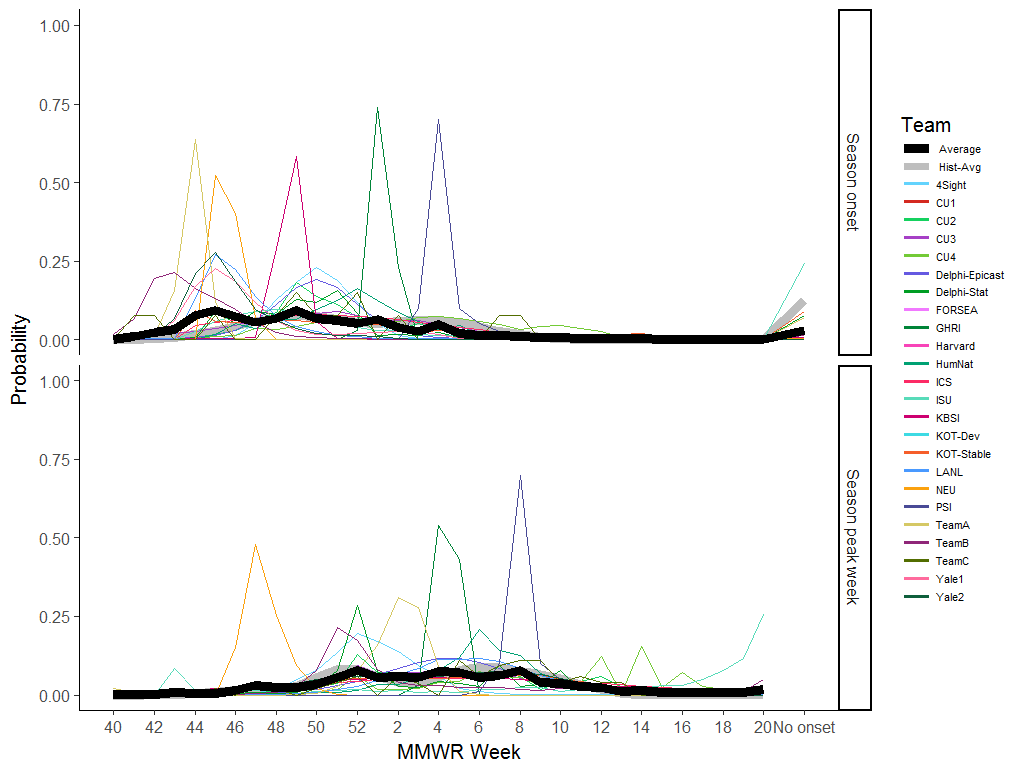 1.00
0.75
0.50
0.25
0.00
Season onset
1.00
0.75
0.50
0.25
0.00
Season peak week
Probability
40 42 44 46 48 50 52 2 4 6 8 10 12 14 16 18 20 No onset
MMWR Week
Team
Average
Hist-Avg
4Sight
CU1
CU2
CU3
CU4
Delphi-Epicast
Delphi-Stat
FORSEA
GHRI
Harvard
HumNat
ICS
ISU
KBSI
KOT-Dev
KOT-Stable
LANL
NEU
PSI
TeamA
TeamB
TeamC
Yale1
Yale2